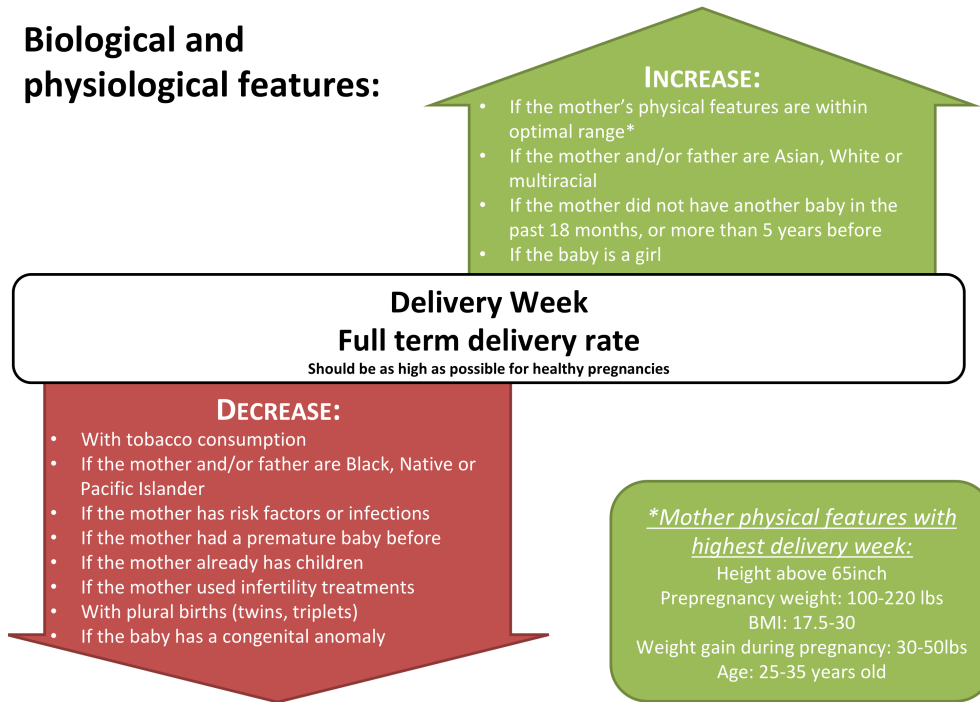 Biological and
physiological features:
INCREASE:
• If the mother's physical features are within
optimal range*
• If the mother and/or father are Asian, White or
multiracial
• If the mother did not have another baby in the
past 18 months, or more than 5 years before
• If the baby is a girl
Delivery Week
Full term delivery rate
Should be as high as possible for healthy pregnancies
DECREASE:
• With tobacco consumption
• If the mother and/or father are Black, Native or
Pacific Islander
• If the mother has risk factors or infections
• If the mother had a premature baby before
• If the mother already has children
• If the mother used infertility treatments
• With plural births (twins, triplets)
• If the baby has a congenital anomaly
*Mother physical features with
highest delivery week:
Height above 65inch
Prepregnancy weight: 100-220 lbs
BMI: 17.5-30
Weight gain during pregnancy: 30-50lbs
Age: 25-35 years old